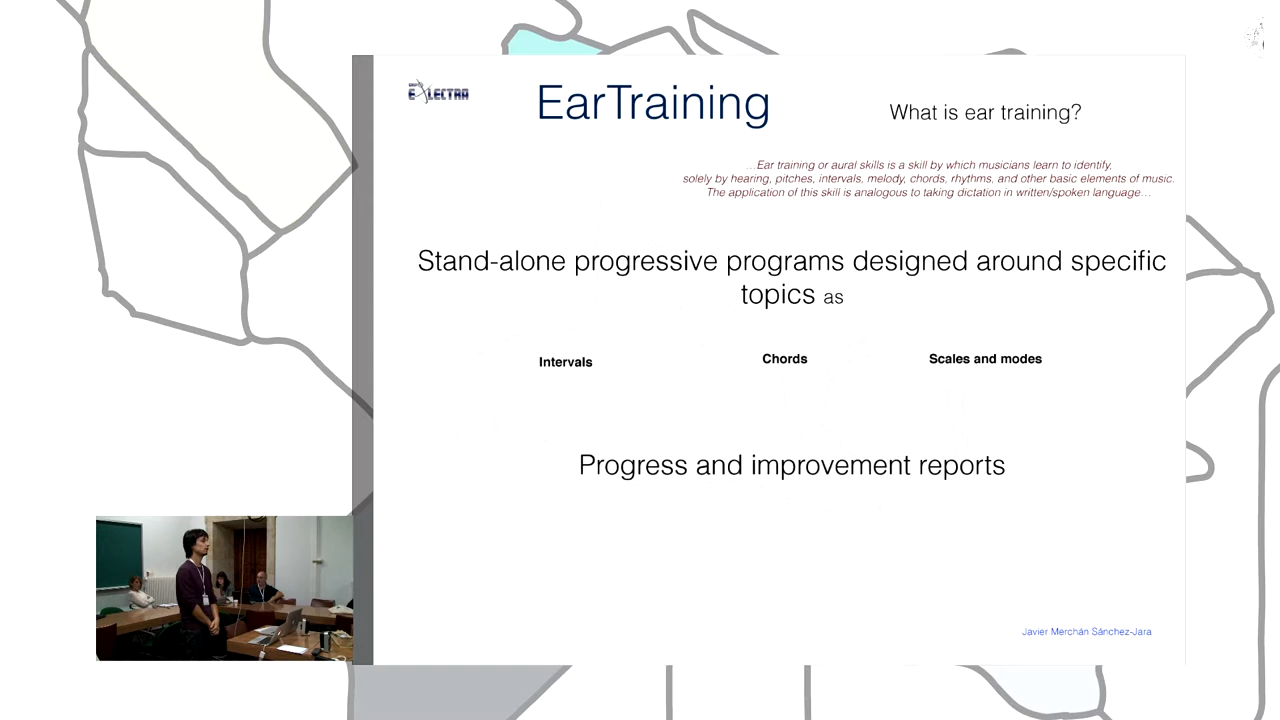 E-LECTRA
EarTraining
What is ear training?
...Ear training or aural skills is a skill by which musicians learn to identify,
solely by hearing, pitches, intervals, melody, chords, rhythms, and other basic elements of music.
The application of this skill is analogous to taking dictation in written/spoken language...
Stand-alone progressive programs designed around specific
topics as
Intervals
Chords
Scales and modes
Progress and improvement reports
Javier Merchán Sánchez-Jara